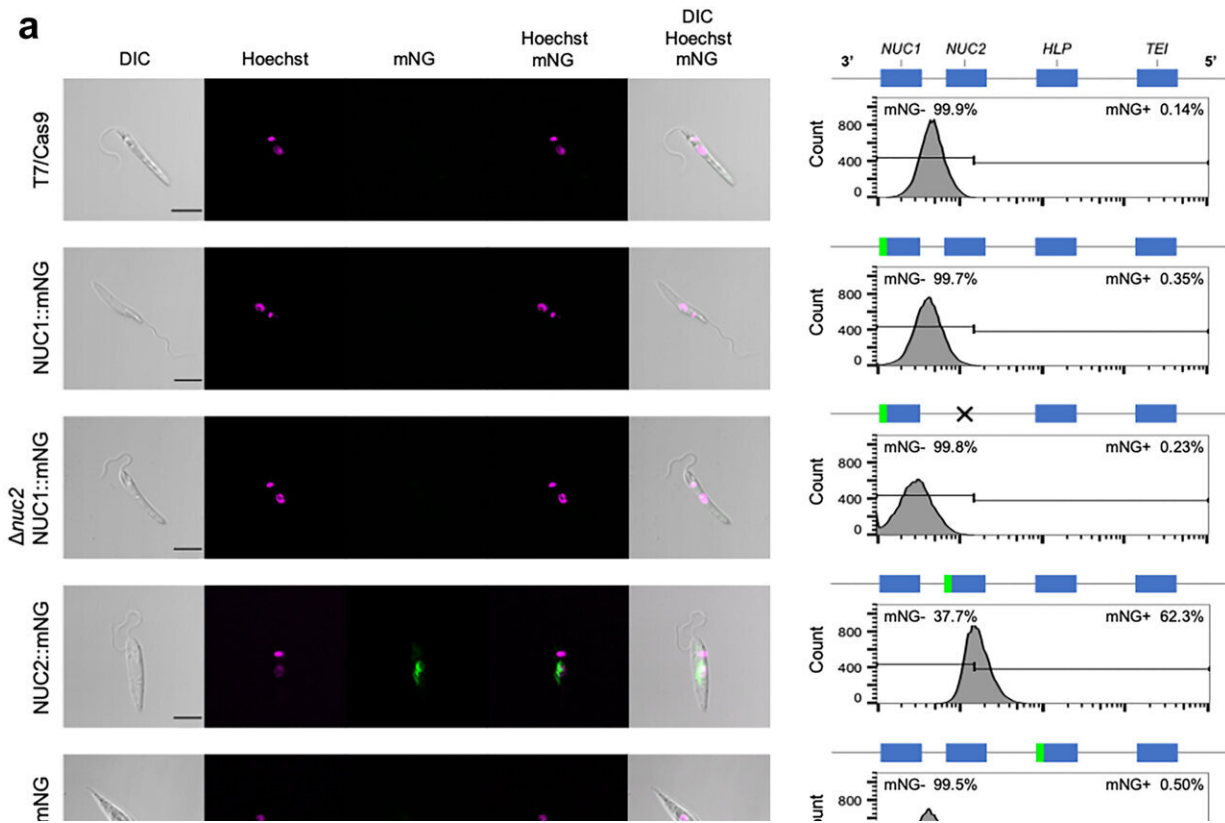 a
DIC
Hoechst
mNG
Hoechst
mNG
DIC
Hoechst
mNG
3'
NUC1
NUC2
HLP
TEI
5'
T7/Cas9
Count
800
400
0
mNG- 99.9%
mNG+ 0.14%
NUC1::mNG
Count
800
400
0
mNG- 99.7%
mNG+ 0.35%
Δnuc2
NUC1::mNG
Count
800
400
0
mNG- 99.8%
mNG+ 0.23%
NUC2::mNG
Count
800
400
0
mNG- 37.7%
mNG+ 62.3%
mNG
800
mNG- 99.5%
mNG+ 0.50%